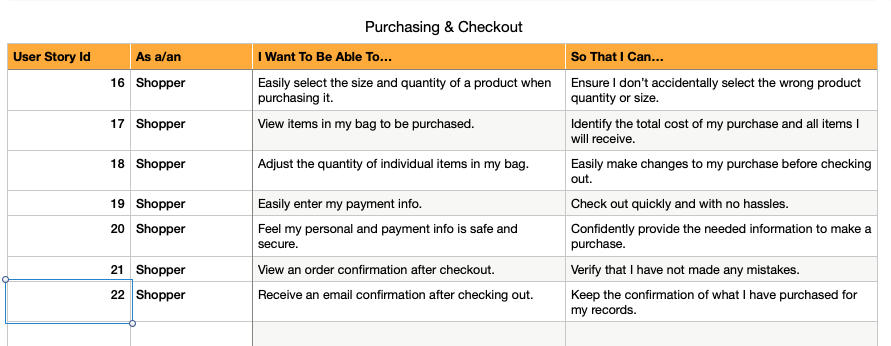 Purchasing & Checkout
User Story Id As a/an I Want To Be Able To… So That I Can…
16 Shopper Easily select the size and quantity of a product when Ensure I don’t accidentally select the wrong product
purchasing it. quantity or size.
17 Shopper View items in my bag to be purchased. Identify the total cost of my purchase and all items I
will receive.
18 Shopper Adjust the quantity of individual items in my bag. Easily make changes to my purchase before checking
out.
19 Shopper Easily enter my payment info. Check out quickly and with no hassles.
20 Shopper Feel my personal and payment info is safe and Confidently provide the needed information to make a
secure. purchase.
21 Shopper View an order confirmation after checkout. Verify that I have not made any mistakes.
22 Shopper Receive an email confirmation after checking out. Keep the confirmation of what I have purchased for
my records.